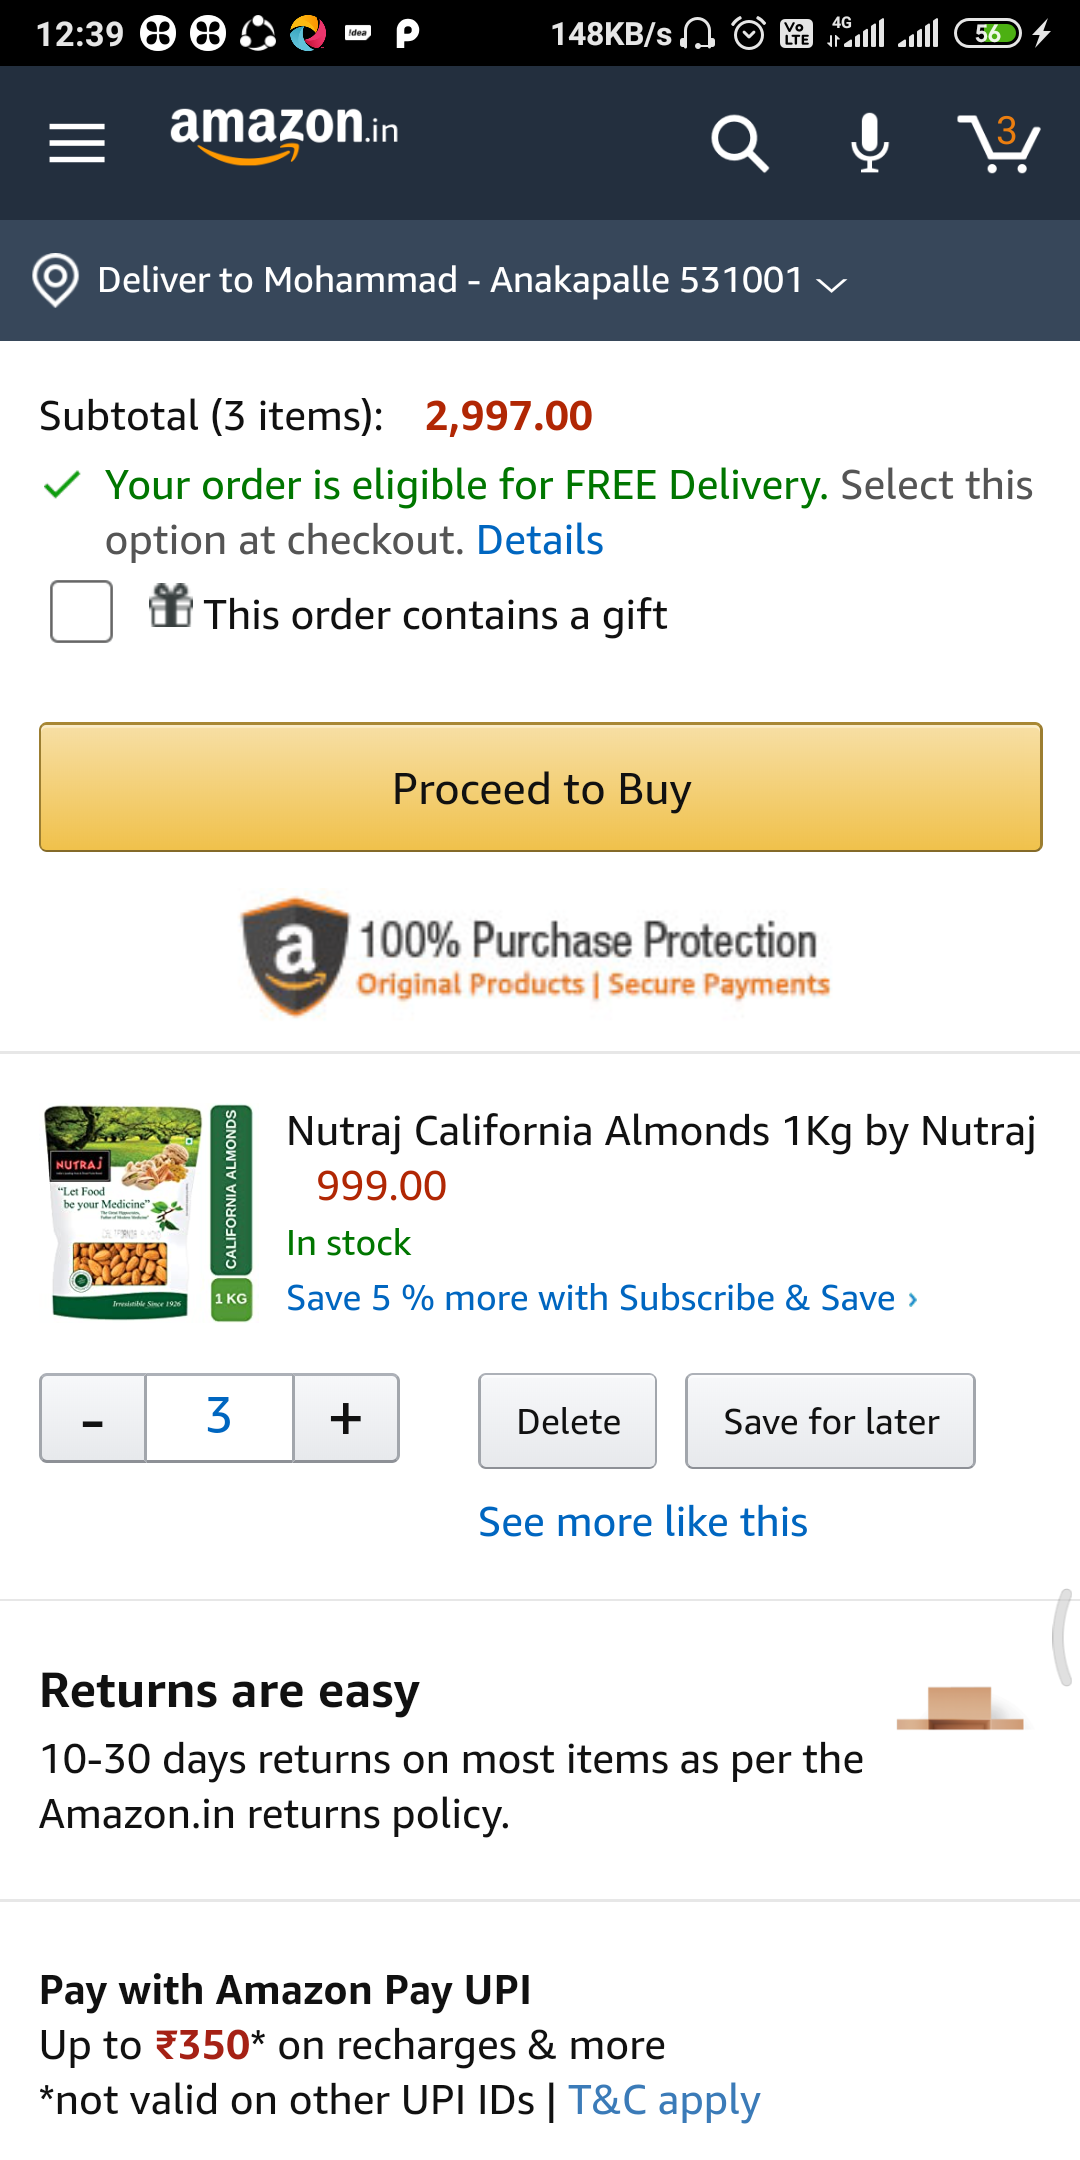 12:39 !dea 148KB/s VoLTE 4G 56
amazon.in 3
Deliver to Mohammad - Anakapalle 531001
Subtotal (3 items): 2,997.00
Your order is eligible for FREE Delivery. Select this
option at checkout. Details
This order contains a gift
Proceed to Buy
100% Purchase Protection
Original Products | Secure Payments
NUTRAJ
"Let Food
be your Medicine"
Irresistible Since 1926
CALIFORNIA ALMONDS
1 KG
Nutraj California Almonds 1Kg by Nutraj
999.00
In stock
Save 5 % more with Subscribe & Save ›
- 3 + Delete Save for later
See more like this
Returns are easy
10-30 days returns on most items as per the
Amazon.in returns policy.
Pay with Amazon Pay UPI
Up to ₹350* on recharges & more
*not valid on other UPI IDs | T&C apply